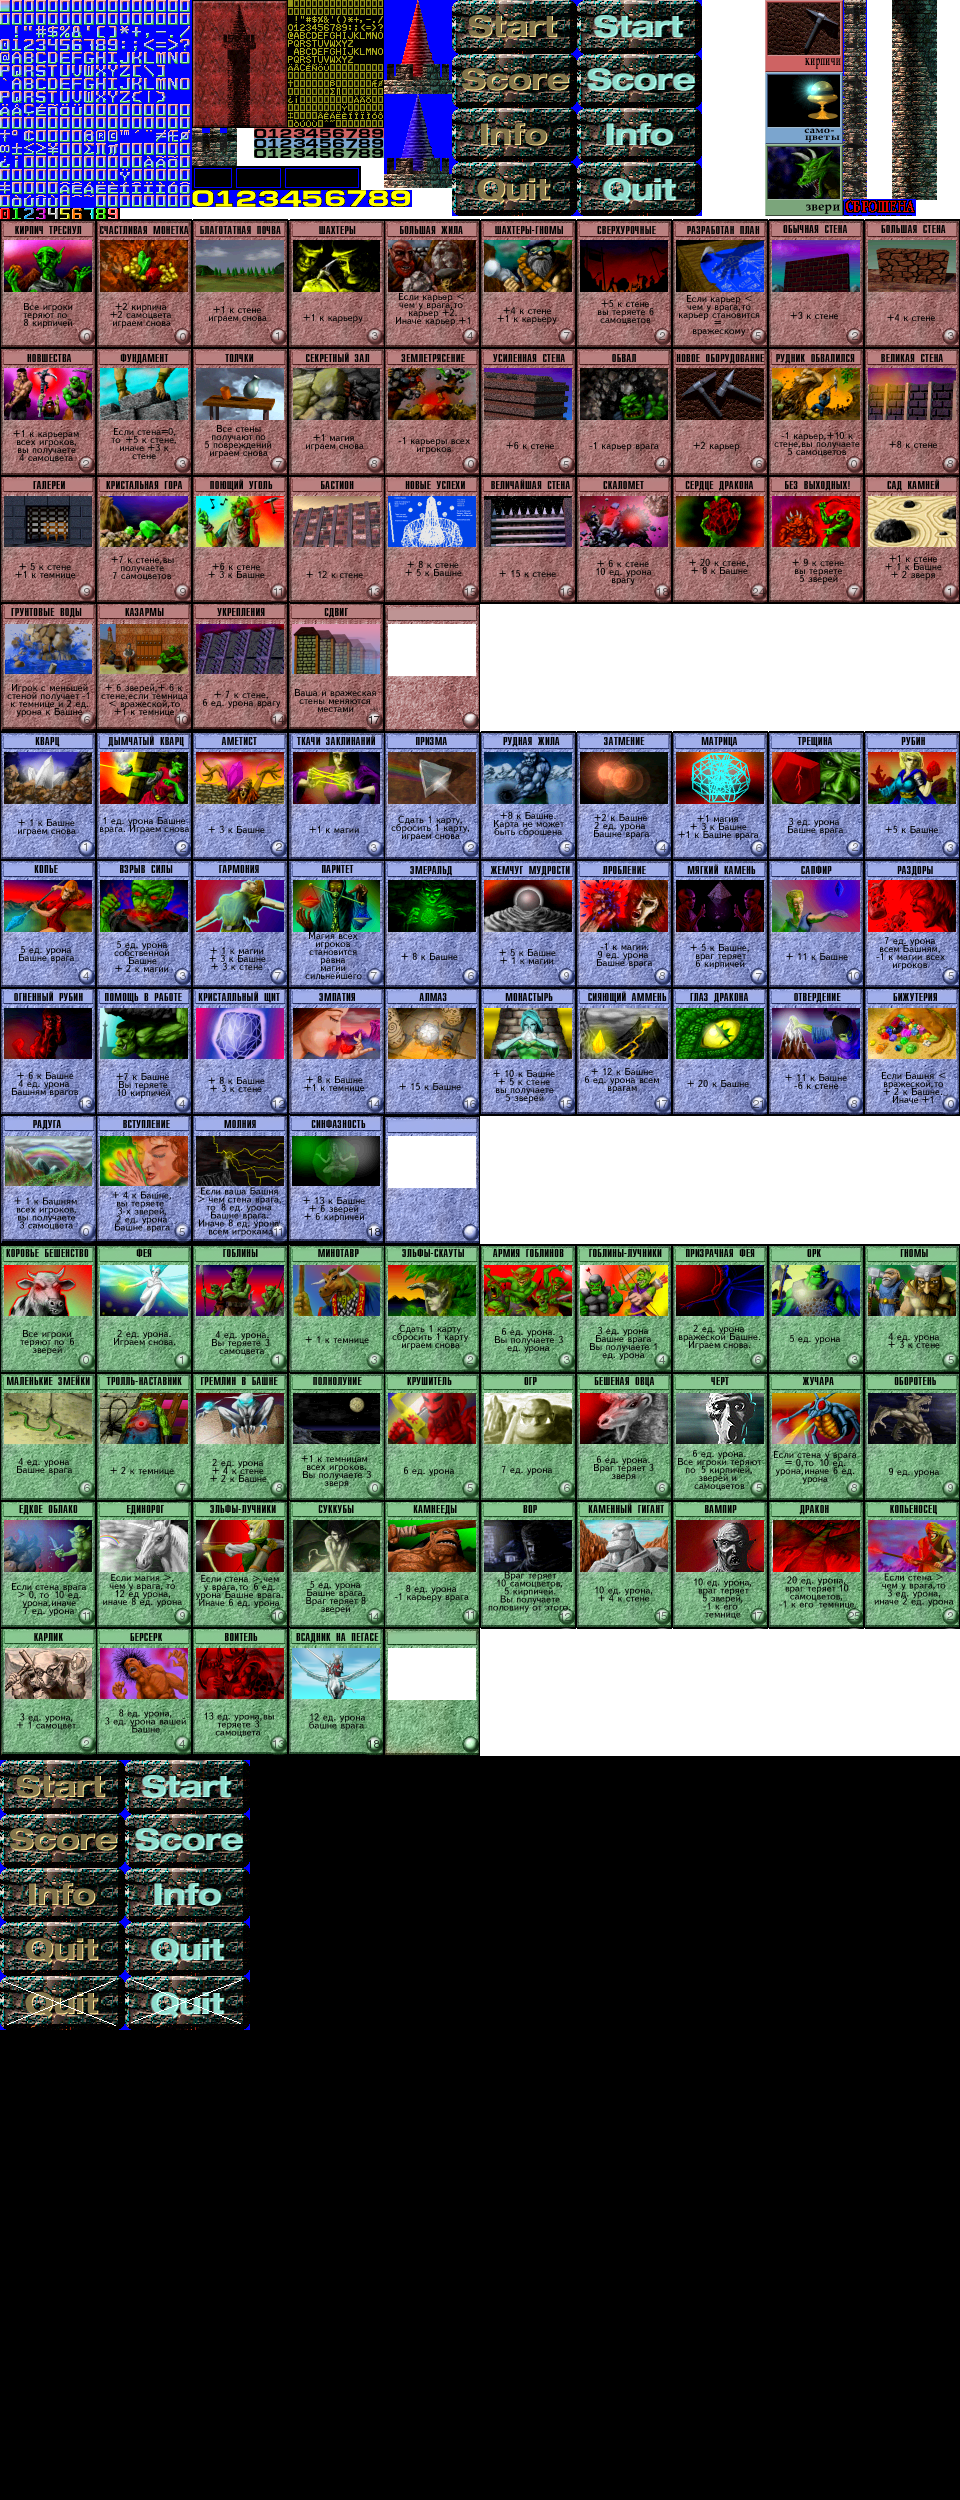 !"#$%&'()*+,-./
0123456789:;<=>?
@ABCDEFGHIJKLMNO
PQRSTUVWXYZ
0123456789
Start
Score
Info
Quit
Start
Score
Info
Quit
кирпичи
само-
цветы
звери
СБРОШЕНА
КИРПИЧ ТРЕСНУЛ
Все игроки
теряют по
8 кирпичей
СЧАСТЛИВАЯ МОНЕТКА
+2 кирпича
+2 самоцвета
играем снова
БЛАГОТАТНАЯ ПОЧВА
+1 к стене
играем снова
ШАХТЕРЫ
+1 к карьеру
БОЛЬШАЯ ЖИЛА
Если карьер <
чем у врага,то
карьер +2.
Иначе карьер +1
ШАХТЕРЫ-ГНОМЫ
+4 к стене
+1 к карьеру
СВЕРХУРОЧНЫЕ
+5 к стене
вы теряете 6
самоцветов
РАЗРАБОТАН ПЛАН
Если карьер <
чем у врага,то
карьер становится
=
вражескому
ОБЫЧНАЯ СТЕНА
+3 к стене
БОЛЬШАЯ СТЕНА
+4 к стене
НОВШЕСТВА
+1 к карьерам
всех игроков,
вы получаете
4 самоцвета
ФУНДАМЕНТ
Если стена=0,
то +5 к стене,
иначе +3 к
стене
ТОЛЧКИ
Все стены
получают по
5 повреждений
играем снова
СЕКРЕТНЫЙ ЗАЛ
+1 магия
играем снова
ЗЕМЛЕТРЯСЕНИЕ
-1 карьеры всех
игроков
УСИЛЕННАЯ СТЕНА
+6 к стене
ОБВАЛ
-1 карьер врага
НОВОЕ ОБОРУДОВАНИЕ
+2 карьер
РУДНИК ОБВАЛИЛСЯ
-1 карьер,+10 к
стене,вы получаете
5 самоцветов
ВЕЛИКАЯ СТЕНА
+8 к стене
ГАЛЕРЕИ
+ 5 к стене
+1 к темнице
КРИСТАЛЬНАЯ ГОРА
+7 к стене,вы
получаете
7 самоцветов
ПОЮЩИЙ УГОЛЬ
+6 к стене
+ 3 к Башне
БАСТИОН
+ 12 к стене
НОВЫЕ УСПЕХИ
+ 8 к стене
+ 5 к Башне
ВЕЛИЧАЙШАЯ СТЕНА
+ 15 к стене
СКАЛОМЕТ
+ 6 к стене
10 ед. урона
врагу
СЕРДЦЕ ДРАКОНА
+ 20 к стене,
+ 8 к Башне
БЕЗ ВЫХОДНЫХ!
+ 9 к стене
вы теряете
5 зверей
САД КАМНЕЙ
+1 к стене
+ 1 к Башне
+ 2 зверя
ГРУНТОВЫЕ ВОДЫ
Игрок с меньшей
стеной получает -1
к темнице и 2 ед.
урона к Башне
КАЗАРМЫ
+ 6 зверей,+ 6 к
стене,если темница
< вражеской,то
+1 к темнице
УКРЕПЛЕНИЯ
+ 7 к стене,
6 ед. урона врагу
СДВИГ
Ваша и вражеская
стены меняются
местами
КВАРЦ
+ 1 к Башне
играем снова
ДЫМЧАТЫЙ КВАРЦ
1 ед. урона Башне
врага. Играем снова
АМЕТИСТ
+ 3 к Башне
ТКАЧИ ЗАКЛИНАНИЙ
+1 к магии
ПРИЗМА
Сдать 1 карту,
сбросить 1 карту,
играем снова
РУДНАЯ ЖИЛА
+8 к Башне.
Карта не может
быть сброшена
ЗАТМЕНИЕ
+2 к Башне
2 ед. урона
Башне врага
МАТРИЦА
+1 магия
+ 3 к Башне
+1 к Башне врага
ТРЕЩИНА
3 ед. урона
Башне врага
РУБИН
+5 к Башне
КОПЬЕ
5 ед. урона
Башне врага
ВЗРЫВ СИЛЫ
5 ед. урона
собственной
Башне
+ 2 к магии
ГАРМОНИЯ
+ 1 к магии
+ 3 к Башне
+ 3 к стене
ПАРИТЕТ
Магия всех
игроков
становится
равна
магии
сильнейшего
ЭМЕРАЛЬД
+ 8 к Башне
ЖЕМЧУГ МУДРОСТИ
+ 5 к Башне
+ 1 к магии
ДРОБЛЕНИЕ
-1 к магии.
9 ед. урона
Башне врага
МЯГКИЙ КАМЕНЬ
+ 5 к Башне,
враг теряет
6 кирпичей
САПФИР
+ 11 к Башне
РАЗДОРЫ
7 ед. урона
всем Башням,
-1 к магии всех
игроков
ОГНЕННЫЙ РУБИН
+ 6 к Башне
4 ед. урона
Башням врагов
ПОМОЩЬ В РАБОТЕ
+7 к Башне
Вы теряете
10 кирпичей
КРИСТАЛЛЬНЫЙ ЩИТ
+ 8 к Башне
+ 3 к стене
ЭМПАТИЯ
+ 8 к Башне
+1 к темнице
АЛМАЗ
+ 15 к Башне
МОНАСТЫРЬ
+ 10 к Башне
+ 5 к стене
вы получаете
5 зверей
СИЯЮЩИЙ АММЕНЬ
+ 12 к Башне
6 ед. урона всем
врагам
ГЛАЗ ДРАКОНА
+ 20 к Башне
ОТВЕРДЕНИЕ
+ 11 к Башне
-6 к стене
БИЖУТЕРИЯ
Если Башня <
вражеской,то
+ 2 к Башне.
Иначе +1
РАДУГА
+ 1 к Башням
всех игроков,
вы получаете
3 самоцвета
ВСТУПЛЕНИЕ
+ 4 к Башне,
вы теряете
3-х зверей,
2 ед. урона
Башне врага
МОЛНИЯ
Если ваша Башня
> чем стена врага,
то 8 ед. урона
Башне врага.
Иначе 8 ед. урона
всем игрокам
СИНФАЗНОСТЬ
+ 13 к Башне
+ 6 зверей
+ 6 кирпичей
КОРОВЬЕ БЕШЕНСТВО
Все игроки
теряют по 6
зверей
ФЕЯ
2 ед. урона.
Играем снова.
ГОБЛИНЫ
4 ед. урона,
Вы теряете 3
самоцвета
МИНОТАВР
+ 1 к темнице
ЭЛЬФЫ-СКАУТЫ
Сдать 1 карту
сбросить 1 карту
играем снова
АРМИЯ ГОБЛИНОВ
6 ед. урона.
Вы получаете 3
ед. урона
ГОБЛИНЫ-ЛУЧНИКИ
3 ед. урона
Башне врага
Вы получаете 1
ед. урона
ПРИЗРАЧНАЯ ФЕЯ
2 ед. урона
вражеской Башне.
Играем снова.
ОРК
5 ед. урона
ГНОМЫ
4 ед. урона
+ 3 к стене
МАЛЕНЬКИЕ ЗМЕЙКИ
4 ед. урона
Башне врага
ТРОЛЛЬ-НАСТАВНИК
+ 2 к темнице
ГРЕМЛИН В БАШНЕ
2 ед. урона
+ 4 к стене
+ 2 к Башне
ПОЛНОЛУНИЕ
+1 к темницам
всех игроков.
Вы получаете 3
зверя
КРУШИТЕЛЬ
6 ед. урона
ОГР
7 ед. урона
БЕШЕНАЯ ОВЦА
6 ед. урона.
Враг теряет 3
зверя
ЧЕРТ
6 ед. урона.
Все игроки теряют
по 5 кирпичей,
зверей и
самоцветов
ЖУЧАРА
Если стена у врага
= 0,то 10 ед.
урона,иначе 6 ед.
урона
ОБОРОТЕНЬ
9 ед. урона
ЕДКОЕ ОБЛАКО
Если стена врага
> 0, то 10 ед.
урона,иначе
7 ед. урона
ЕДИНОРОГ
Если магия >,
чем у врага, то
12 ед. урона,
иначе 8 ед. урона
ЭЛЬФЫ-ЛУЧНИКИ
Если стена >,чем
у врага,то 6 ед.
урона Башне врага.
Иначе 6 ед. урона
СУККУБЫ
5 ед. урона
Башне врага,
Враг теряет 8
зверей
КАМНЕЕДЫ
8 ед. урона
-1 карьеру врага
ВОР
Враг теряет
10 самоцветов,
5 кирпичей.
Вы получаете
половину от этого
КАМЕННЫЙ ГИГАНТ
10 ед. урона,
+ 4 к стене
ВАМПИР
10 ед. урона,
враг теряет
5 зверей,
-1 к его
темнице
ДРАКОН
20 ед. урона,
враг теряет 10
самоцветов,
-1 к его темнице
КОПЬЕНОСЕЦ
Если стена >
чем у врага,то
3 ед. урона,
иначе 2 ед. урона
КАРЛИК
3 ед. урона,
+ 1 самоцвет
БЕРСЕРК
8 ед. урона,
3 ед. урона вашей
Башне
ВОИТЕЛЬ
13 ед. урона,вы
теряете 3
самоцвета
ВСАДНИК НА ПЕГАСЕ
12 ед. урона
башне врага
Start
Start
Score
Score
Info
Info
Quit
Quit
Quit
Quit